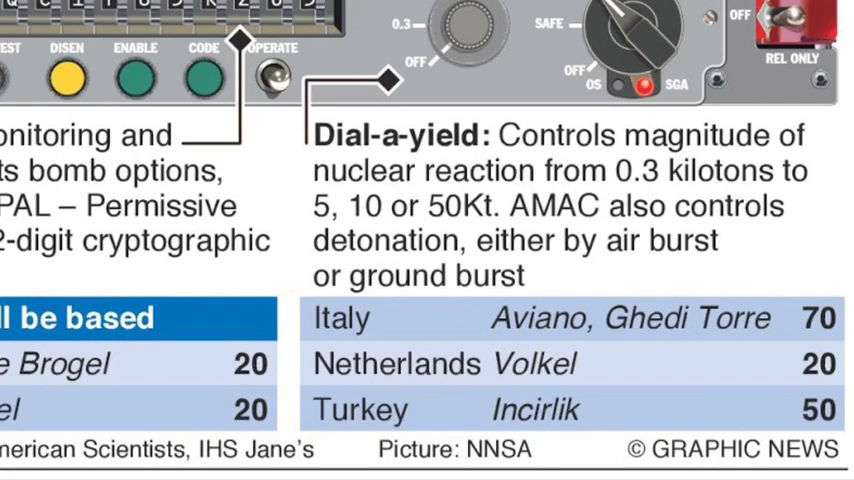 TEST DISEN ENABLE CODE OPERATE
0.3
OFF
SAFE
OFF
OS SGA
OFF
REL ONLY
onitoring and
ts bomb options,
PAL – Permissive
2-digit cryptographic
Dial-a-yield: Controls magnitude of
nuclear reaction from 0.3 kilotons to
5, 10 or 50Kt. AMAC also controls
detonation, either by air burst
or ground burst
ll be based
e Brogel 20
el 20
Italy Aviano, Ghedi Torre 70
Netherlands Volkel 20
Turkey Incirlik 50
merican Scientists, IHS Jane's Picture: NNSA © GRAPHIC NEWS